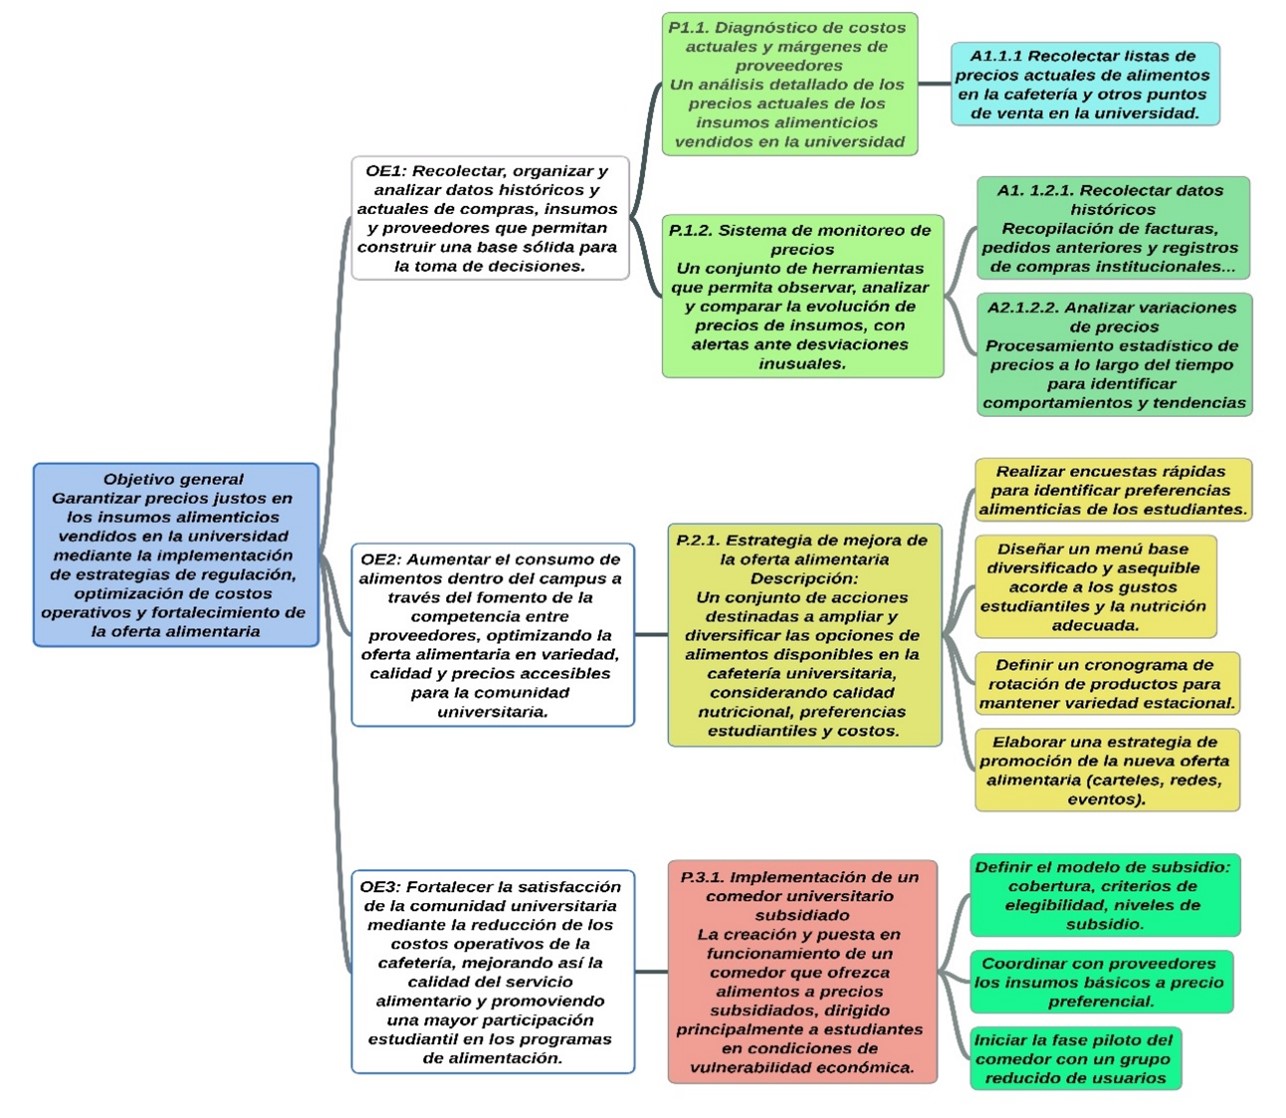 Objetivo general
Garantizar precios justos en
los insumos alimenticios
vendidos en la universidad
mediante la implementación
de estrategias de regulación,
optimización de costos
operativos y fortalecimiento de
la oferta alimentaria
OE1: Recolectar, organizar y
analizar datos históricos y
actuales de compras, insumos
y proveedores que permitan
construir una base sólida para
la toma de decisiones.
P1.1. Diagnóstico de costos
actuales y márgenes de
proveedores
Un análisis detallado de los
precios actuales de los
insumos alimenticios
vendidos en la universidad
A1.1.1 Recolectar listas de
precios actuales de alimentos
en la cafetería y otros puntos
de venta en la universidad.
P.1.2. Sistema de monitoreo de
precios
Un conjunto de herramientas
que permita observar, analizar
y comparar la evolución de
precios de insumos, con
alertas ante desviaciones
inusuales.
A1. 1.2.1. Recolectar datos
históricos
Recopilación de facturas,
pedidos anteriores y registros
de compras institucionales...
A2.1.2.2. Analizar variaciones
de precios
Procesamiento estadístico de
precios a lo largo del tiempo
para identificar
comportamientos y tendencias
OE2: Aumentar el consumo de
alimentos dentro del campus a
través del fomento de la
competencia entre
proveedores, optimizando la
oferta alimentaria en variedad,
calidad y precios accesibles
para la comunidad
universitaria.
P.2.1. Estrategia de mejora de
la oferta alimentaria
Descripción:
Un conjunto de acciones
destinadas a ampliar y
diversificar las opciones de
alimentos disponibles en la
cafetería universitaria,
considerando calidad
nutricional, preferencias
estudiantiles y costos.
Realizar encuestas rápidas
para identificar preferencias
alimenticias de los estudiantes.
Diseñar un menú base
diversificado y asequible
acorde a los gustos
estudiantiles y la nutrición
adecuada.
Definir un cronograma de
rotación de productos para
mantener variedad estacional.
Elaborar una estrategia de
promoción de la nueva oferta
alimentaria (carteles, redes,
eventos).
OE3: Fortalecer la satisfacción
de la comunidad universitaria
mediante la reducción de los
costos operativos de la
cafetería, mejorando así la
calidad del servicio
alimentario y promoviendo
una mayor participación
estudiantil en los programas
de alimentación.
P.3.1. Implementación de un
comedor universitario
subsidiado
La creación y puesta en
funcionamiento de un
comedor que ofrezca
alimentos a precios
subsidiados, dirigido
principalmente a estudiantes
en condiciones de
vulnerabilidad económica.
Definir el modelo de subsidio:
cobertura, criterios de
elegibilidad, niveles de
subsidio.
Coordinar con proveedores
los insumos básicos a precio
preferencial.
Iniciar la fase piloto del
comedor con un grupo
reducido de usuarios